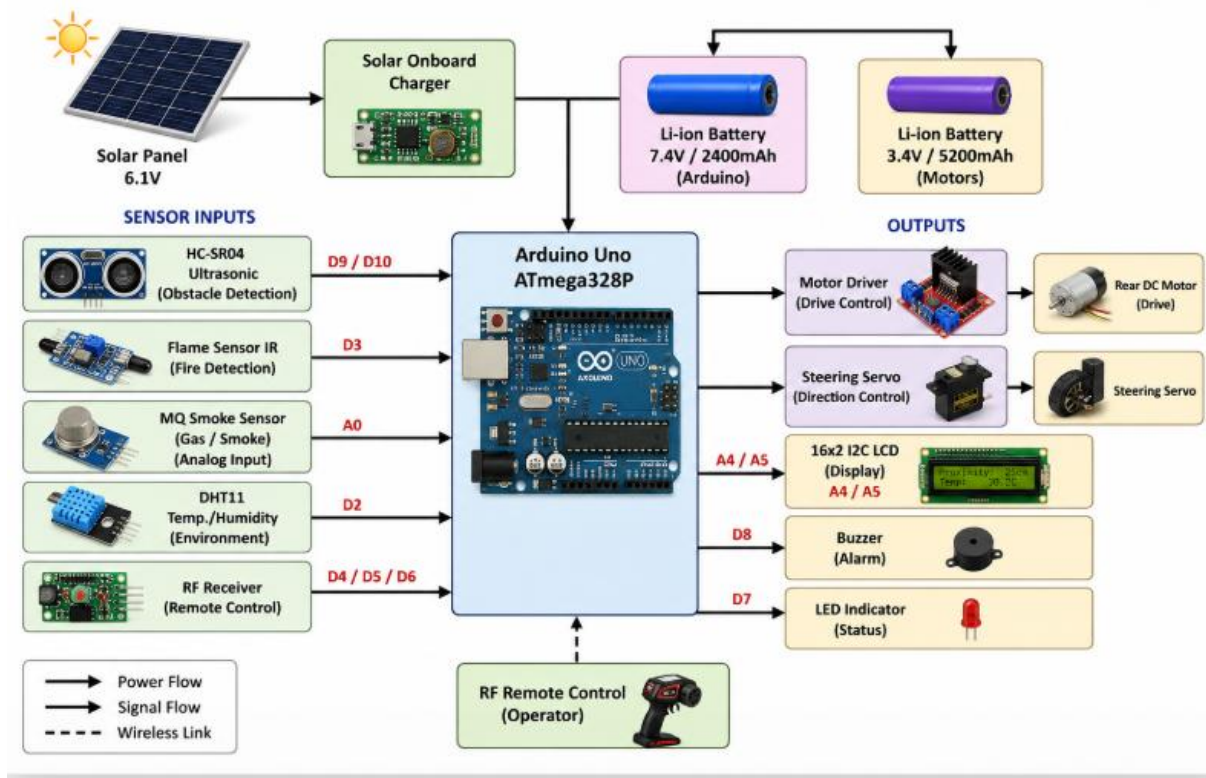 Solar Onboard
Charger
Solar Panel
6.1V
Li-ion Battery
7.4V / 2400mAh
(Arduino)
Li-ion Battery
3.4V / 5200mAh
(Motors)
SENSOR INPUTS
OUTPUTS
HC-SR04
Ultrasonic
(Obstacle Detection)
D9 / D10
Flame Sensor IR
(Fire Detection)
D3
MQ Smoke Sensor
(Gas / Smoke)
(Analog Input)
A0
DHT11
Temp./Humidity
(Environment)
D2
RF Receiver
(Remote Control)
D4 / D5 / D6
Arduino Uno
ATmega328P
UNO
ARDUINO
Motor Driver
(Drive Control)
Rear DC Motor
(Drive)
Steering Servo
(Direction Control)
Steering Servo
A4 / A5
16x2 I2C LCD
(Display)
A4 / A5
Proximity:
Temp:
D8
Buzzer
(Alarm)
D7
LED Indicator
(Status)
Power Flow
Signal Flow
Wireless Link
RF Remote Control
(Operator)